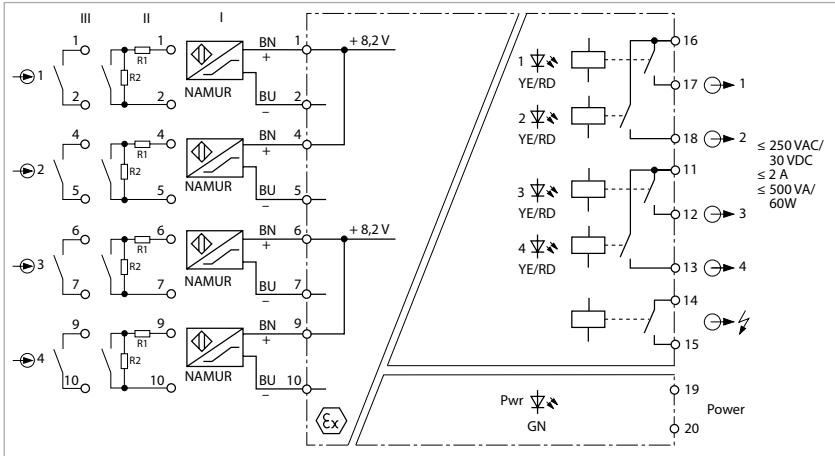 III II I
1 1 BN 1 + 8,2 V
+
R1
R2
1
2 2 BU 2
NAMUR –
4 4 BN 4
+
R1
R2
2
5 5 BU 5
NAMUR –
6 6 BN 6 + 8,2 V
+
R1
R2
3
7 7 BU 7
NAMUR –
9 9 BN 9
+
R1
R2
4
10 10 BU 10
NAMUR –
εx
16
1
YE/RD
17 1
2
YE/RD
18 2
≤ 250 VAC/
30 VDC
≤ 2 A
≤ 500 VA/
60W
11
3
YE/RD
12 3
4
YE/RD
13 4
14
15
Pwr
GN
19
Power
20